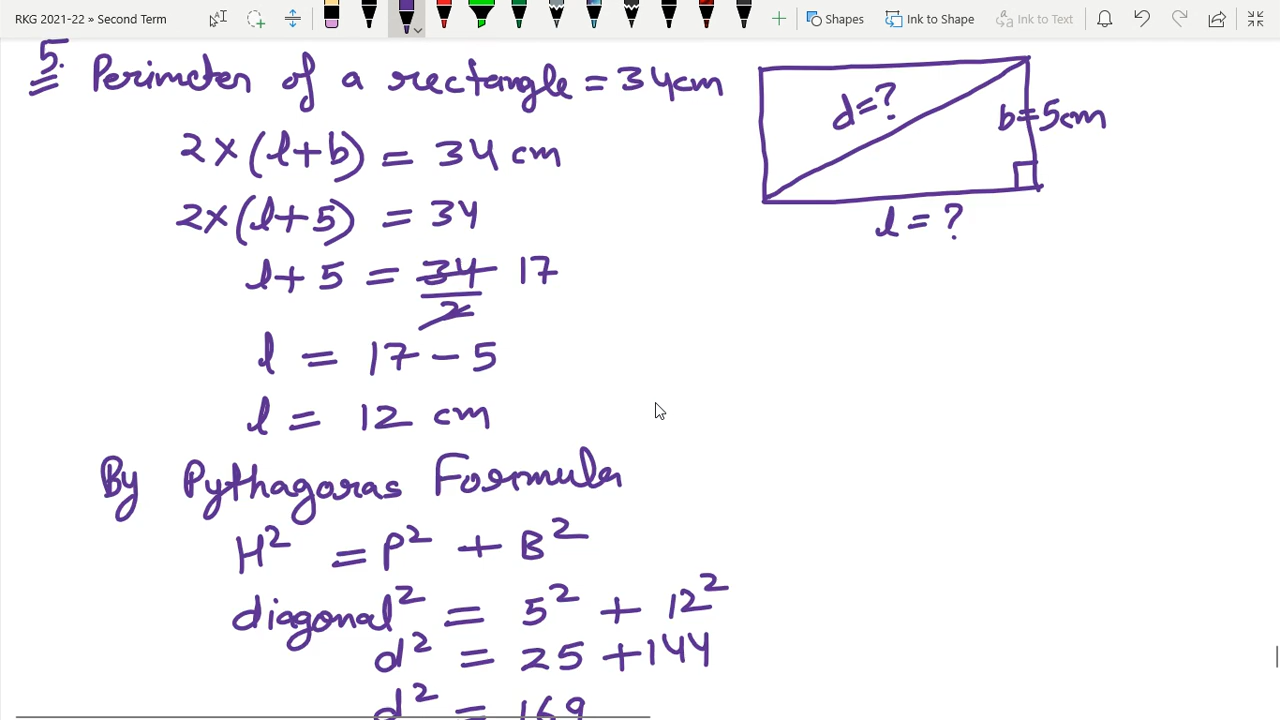 RKG 2021-22 » Second Term
Shapes
Ink to Shape
Ink to Text
5. Perimeter of a rectangle = 34cm
2×(l+b) = 34 cm
2×(l+5) = 34
l+5 = 34/2 17
l = 17 - 5
l = 12 cm
By Pythagoras Formula
H² = P² + B²
diagonal² = 5² + 12²
d² = 25 + 144
d² = 169
d=?
b=5cm
l = ?